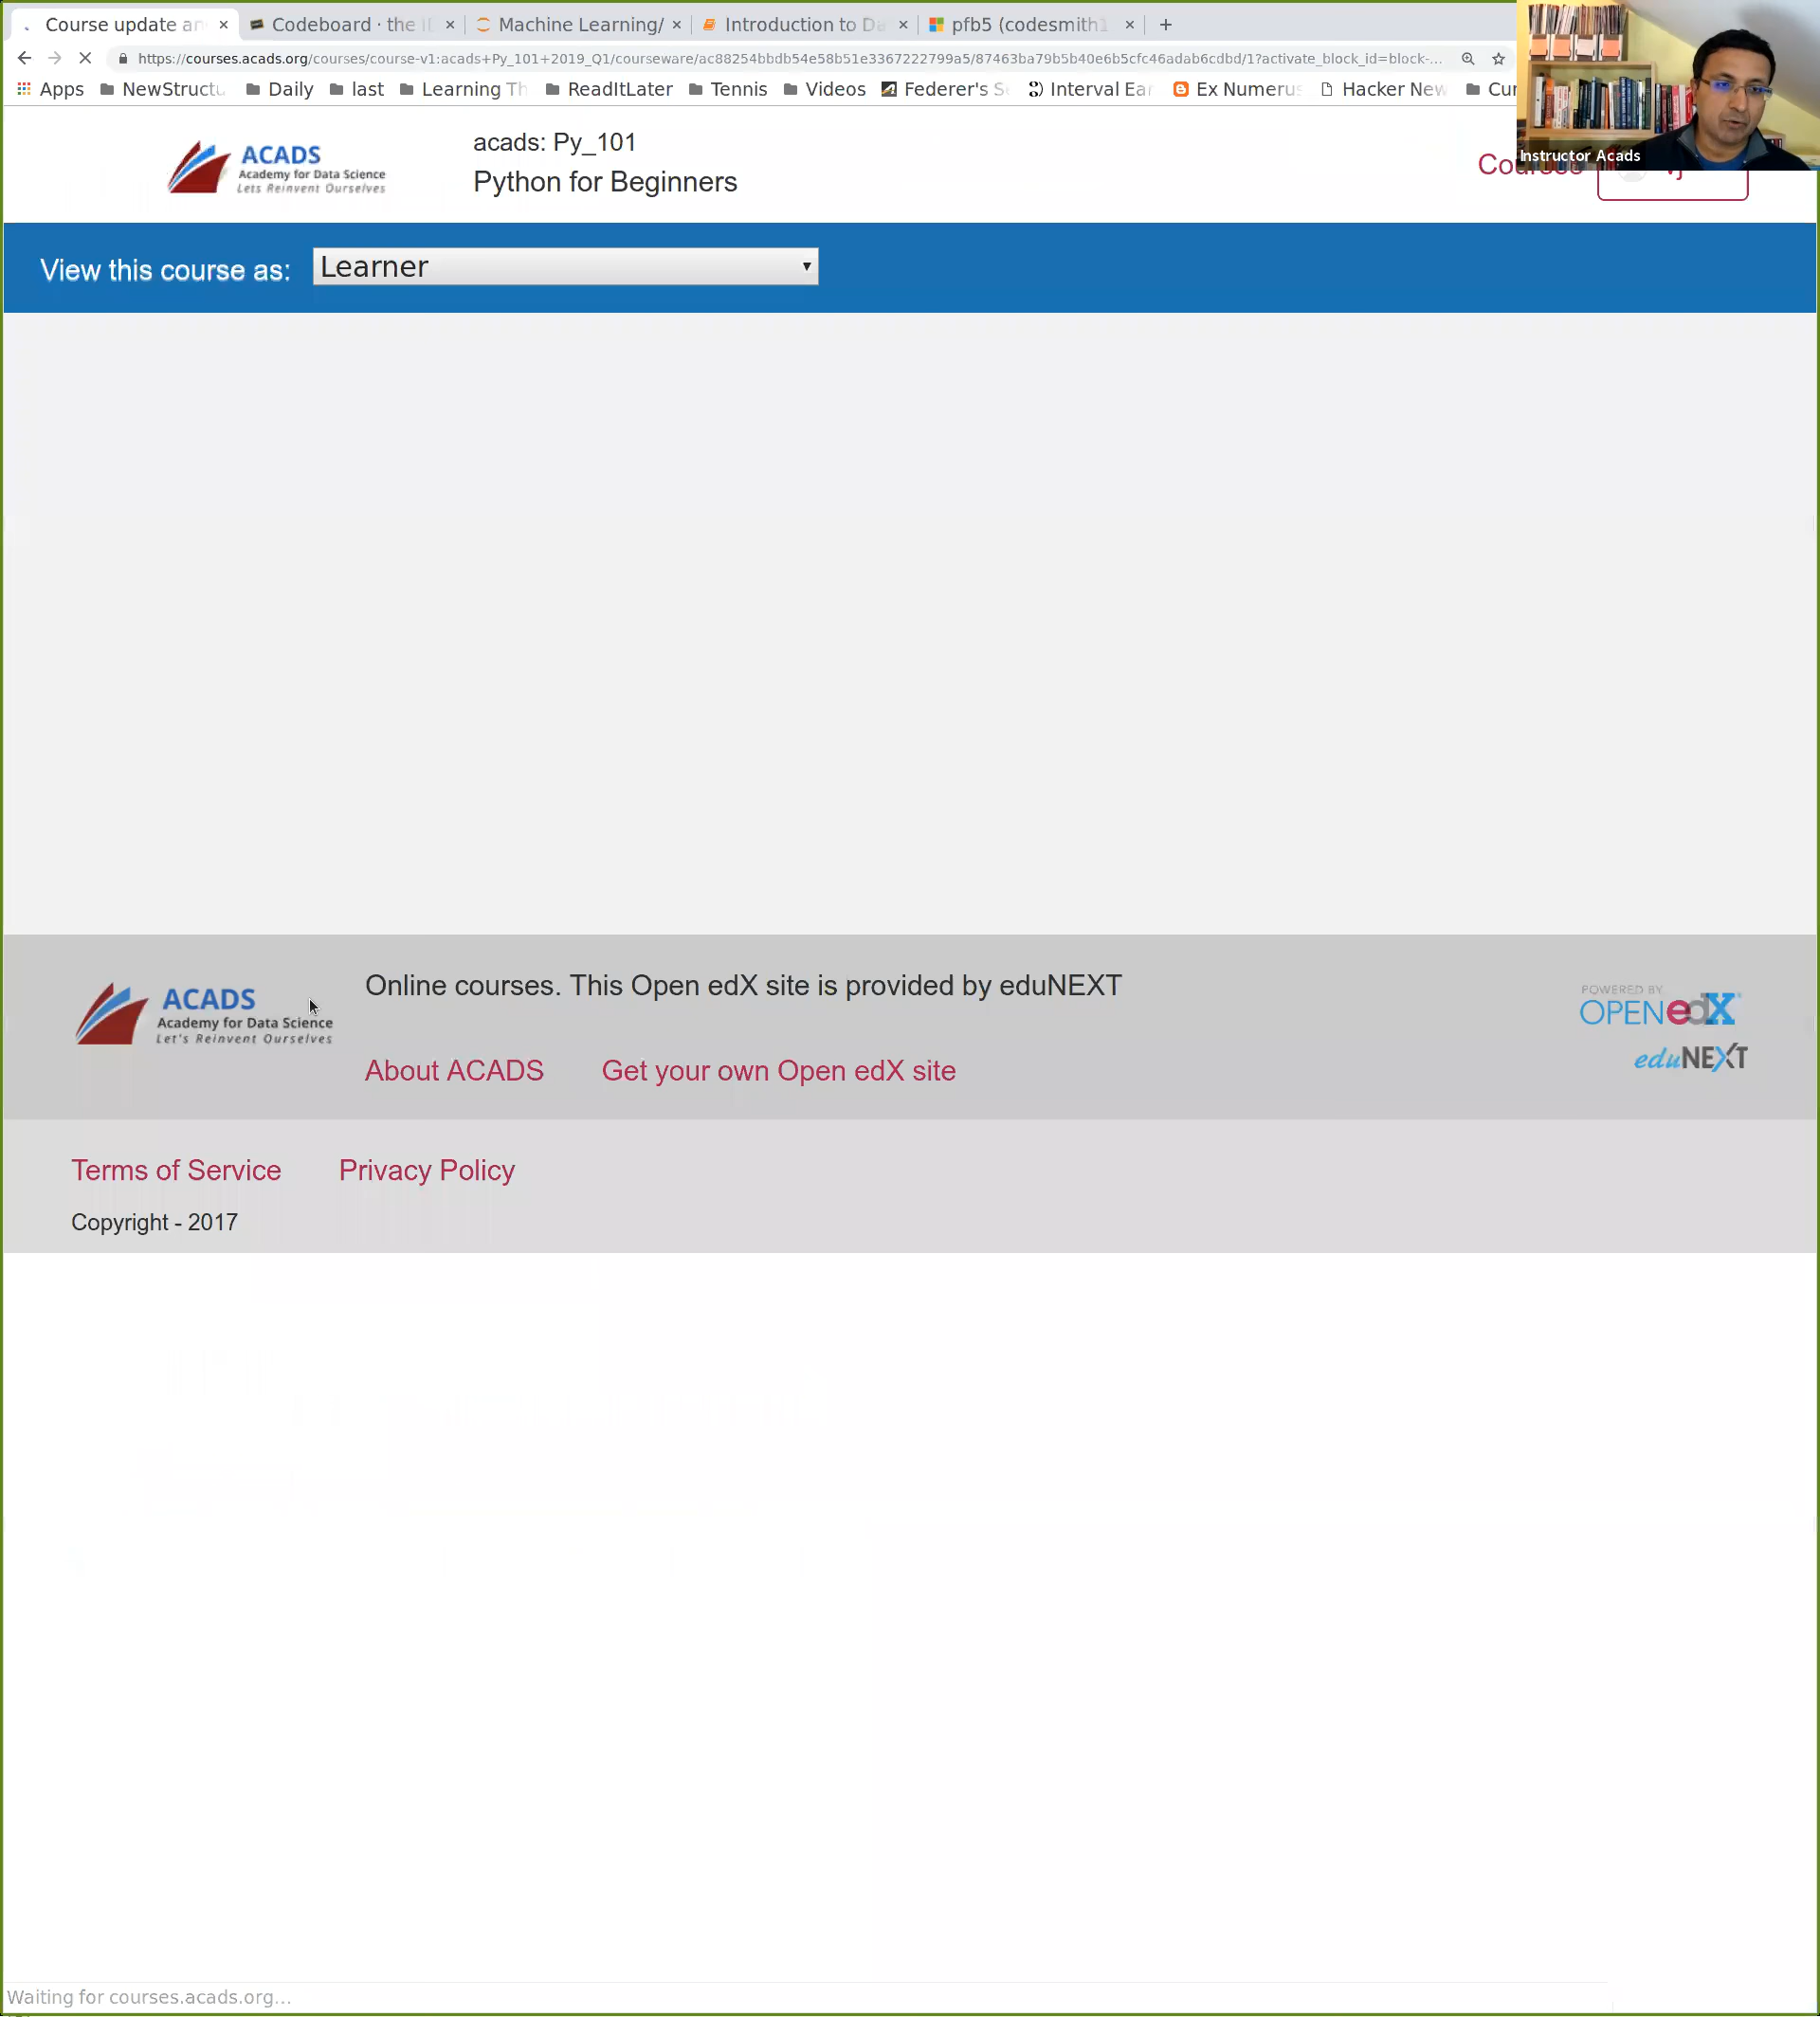 Course update an
Codeboard · the I
Machine Learning/
Introduction to Da
pfb5 (codesmith1
https://courses.acads.org/courses/course-v1:acads+Py_101+2019_Q1/courseware/ac88254bbdb54e58b51e3367222799a5/87463ba79b5b40e6b5cfc46adab6cdbd/1?activate_block_id=block-...
Apps NewStructu Daily last Learning Th ReadItLater Tennis Videos Federer's S Interval Ear Ex Numerus Hacker New Cur
Instructor Acads
ACADS
Academy for Data Science
Lets Reinvent Ourselves
acads: Py_101
Python for Beginners
Courses
View this course as: Learner
ACADS
Academy for Data Science
Let's Reinvent Ourselves
Online courses. This Open edX site is provided by eduNEXT
About ACADS Get your own Open edX site
POWERED BY
OPENedX
eduNEXT
Terms of Service Privacy Policy
Copyright - 2017
Waiting for courses.acads.org...